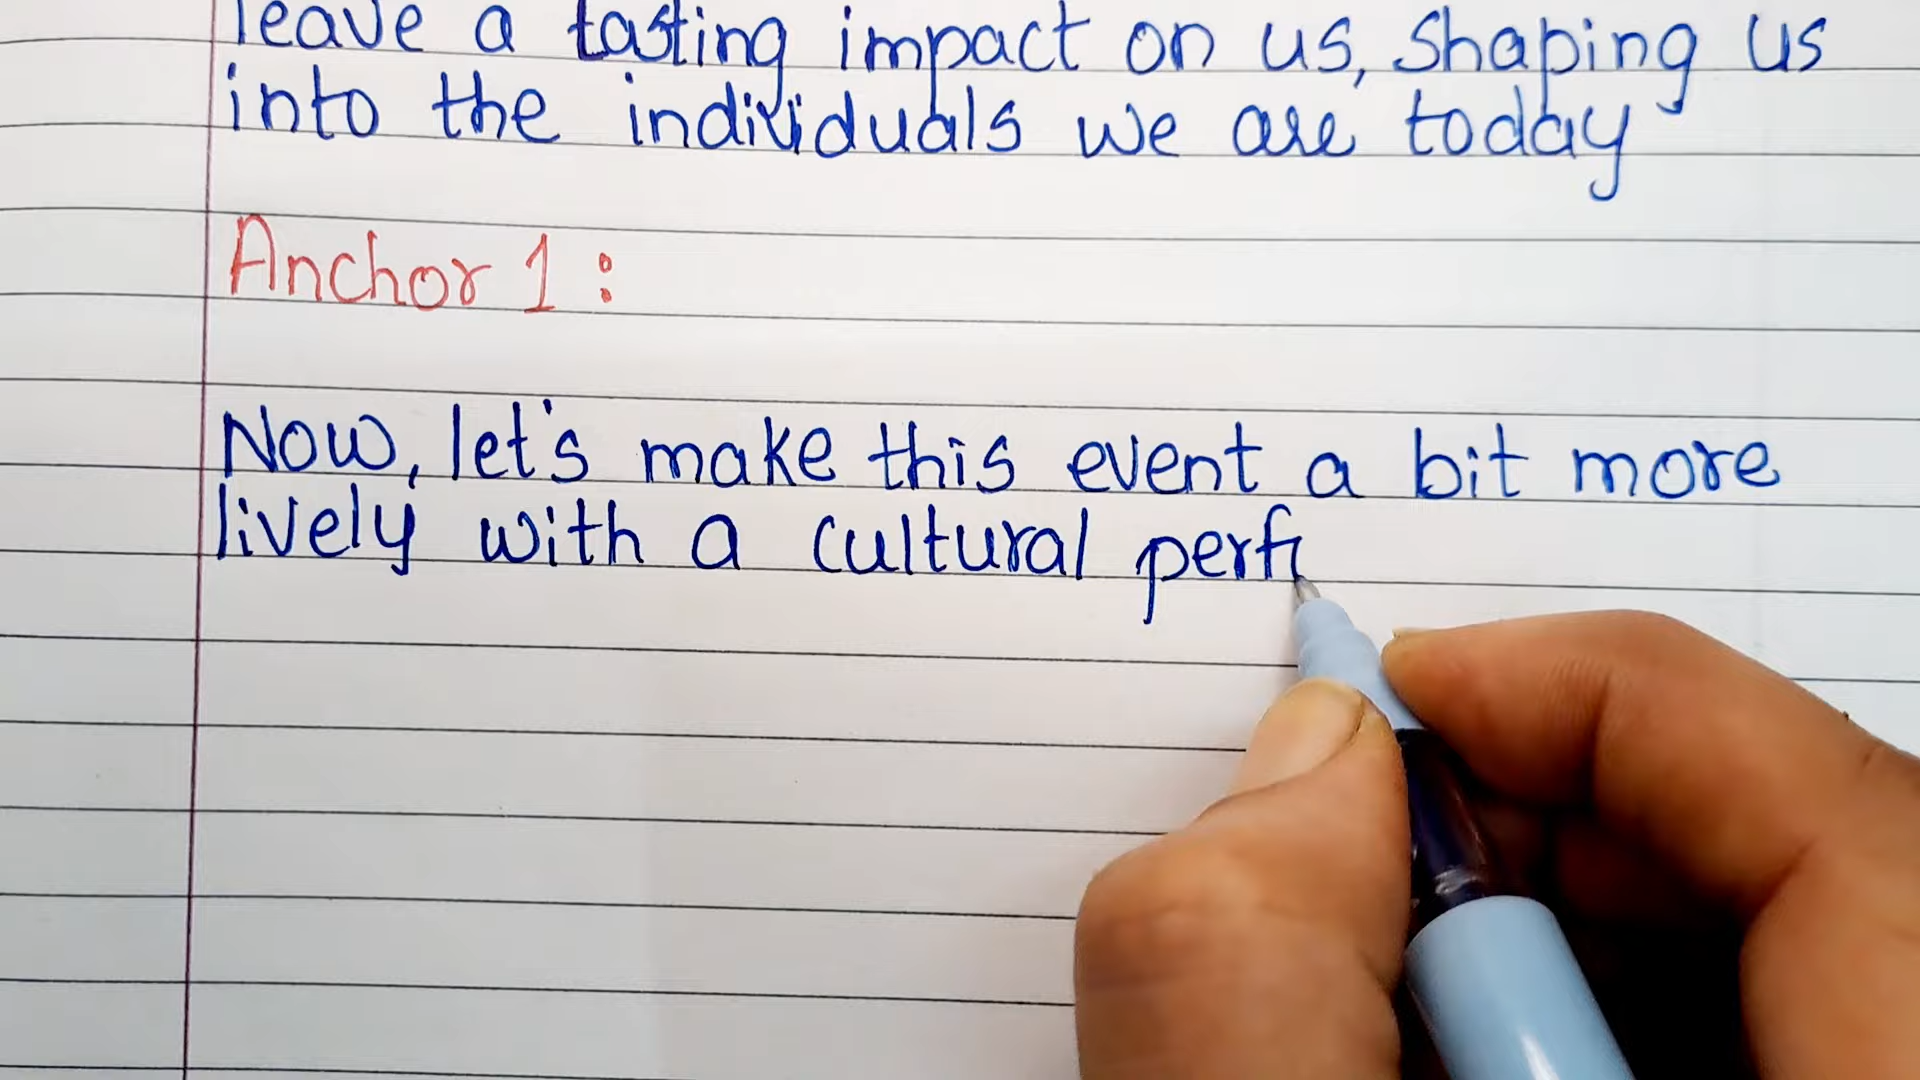 leave a tasting impact on us, shaping us
into the individuals we are today
Anchor 1 :
Now, let's make this event a bit more
lively with a cultural perf